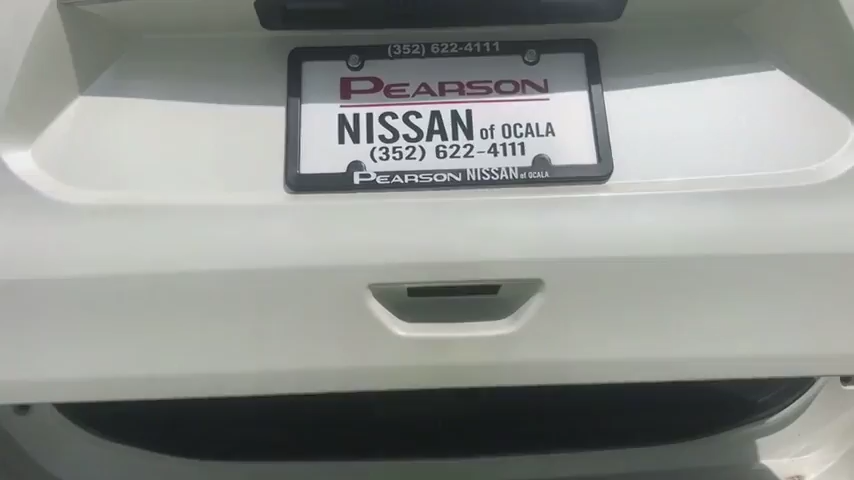 (352) 622-4111
PEARSON
NISSAN of OCALA
(352) 622-4111
PEARSON NISSAN of OCALA